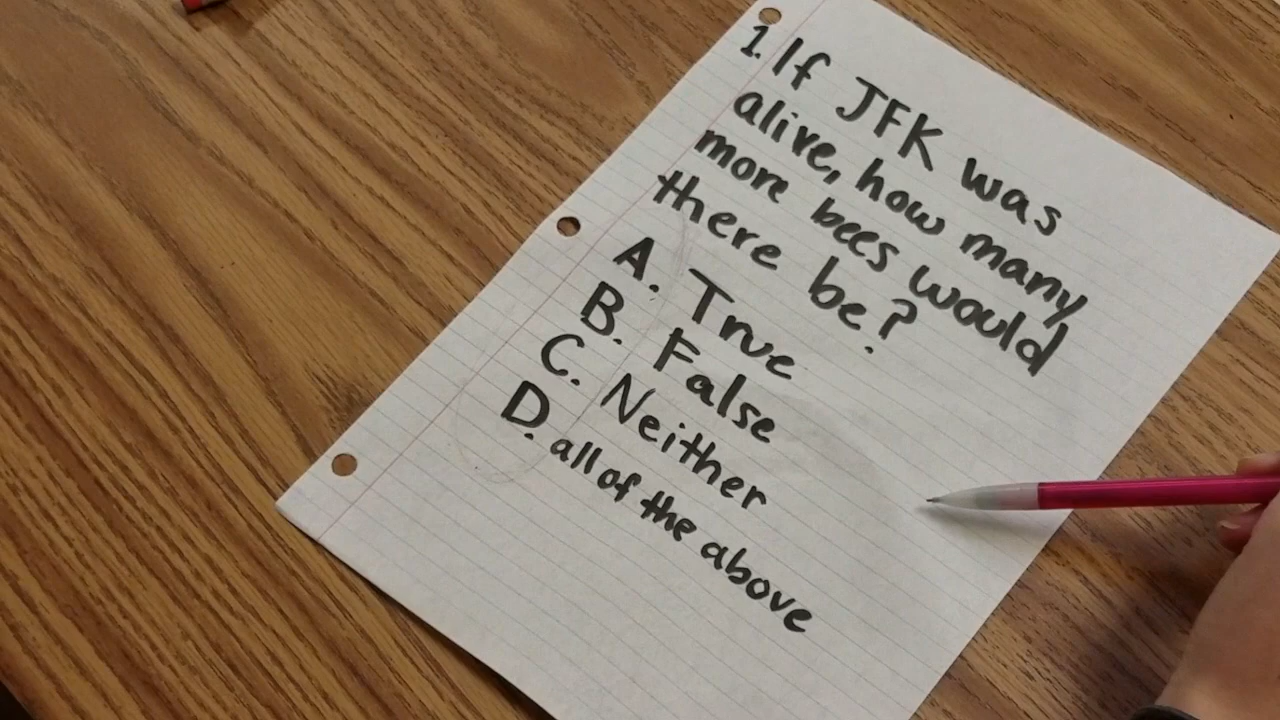 1. If JFK was
alive, how many
more bees would
there be?
A. True
B. False
C. Neither
D. all of the above